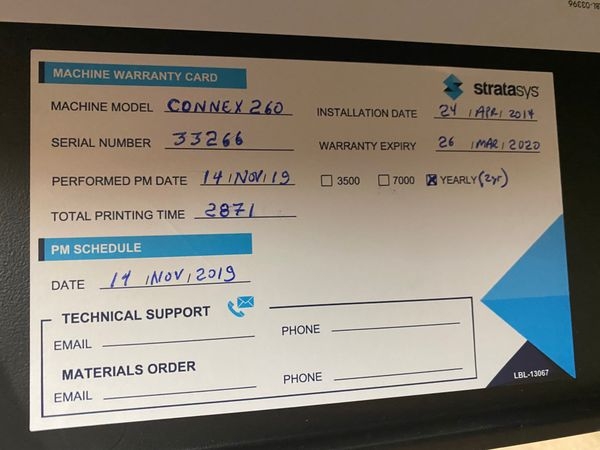 LBL-03396
MACHINE WARRANTY CARD
stratasys
MACHINE MODEL CONNEX 260
INSTALLATION DATE 24 / APR / 2014
SERIAL NUMBER 33266
WARRANTY EXPIRY 26 / MAR / 2020
PERFORMED PM DATE 14 / NOV / 19
3500 7000 YEARLY (2yr)
TOTAL PRINTING TIME 2871
PM SCHEDULE
DATE 14 / NOV / 2019
TECHNICAL SUPPORT
EMAIL PHONE
MATERIALS ORDER
EMAIL PHONE
LBL-13067